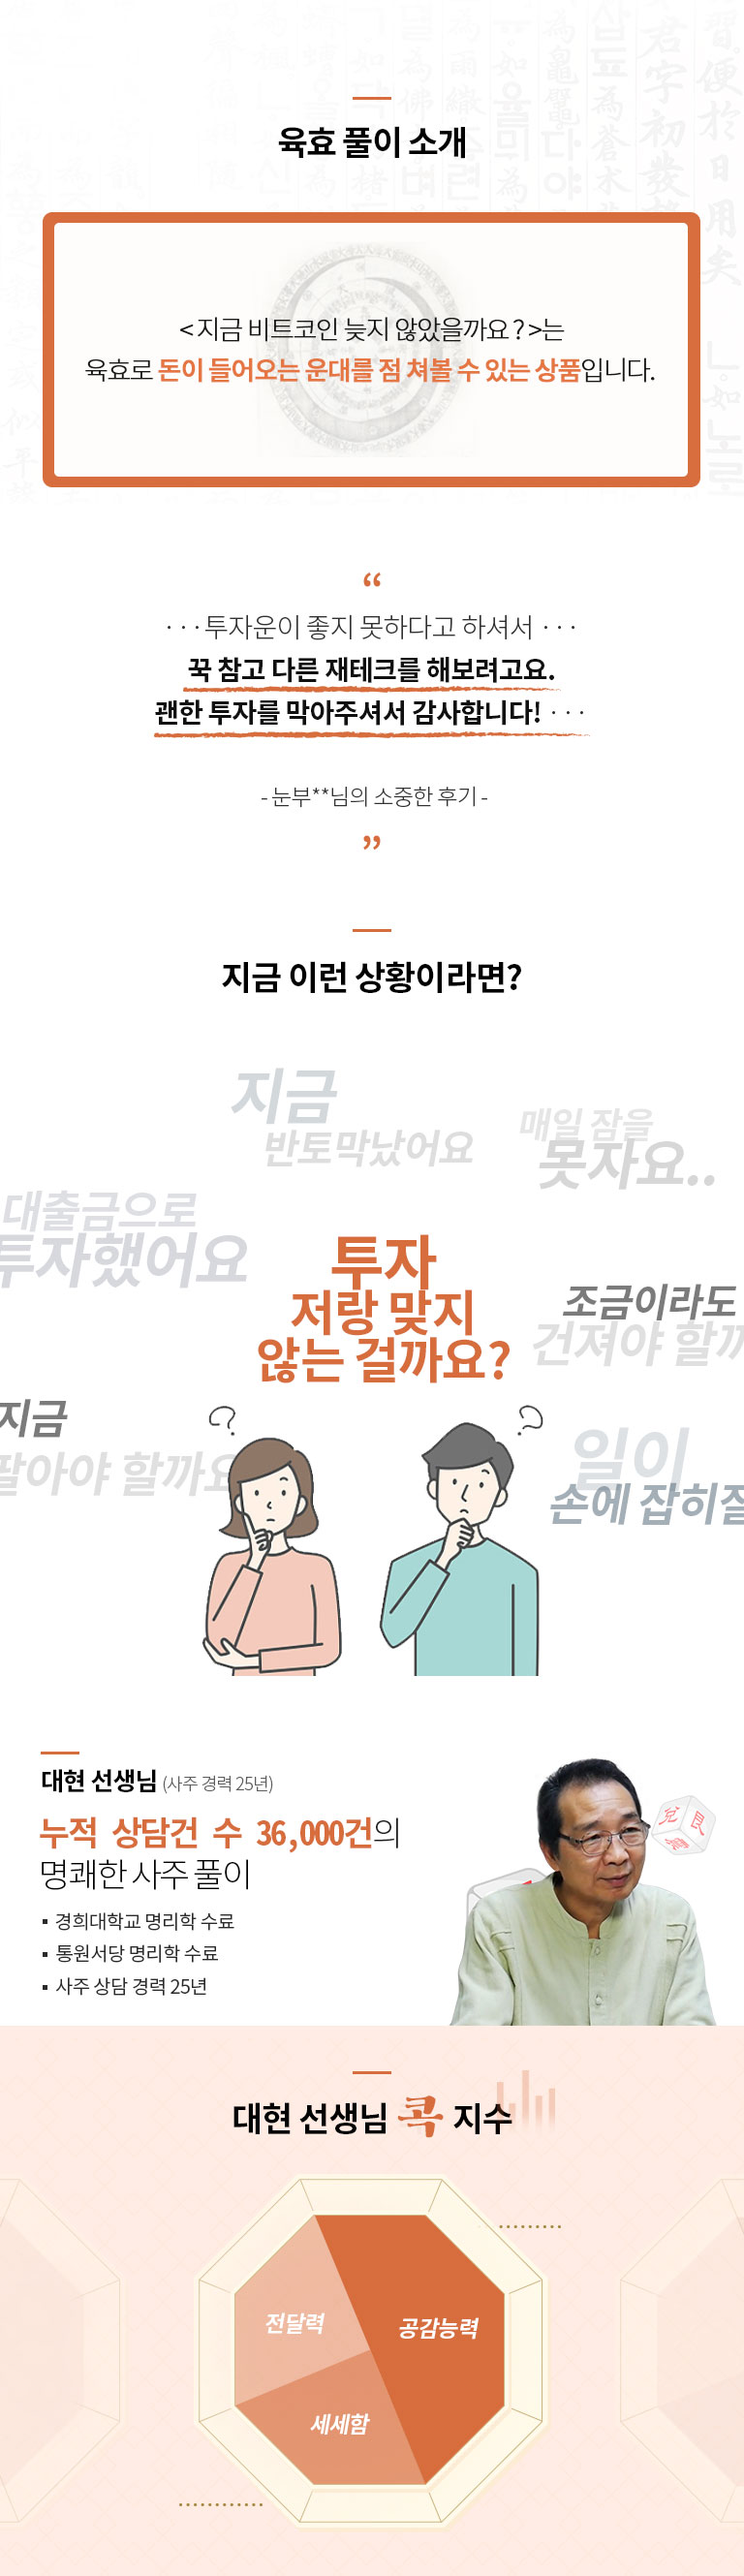 육효 풀이 소개
< 지금 비트코인 늦지 않았을까요 ? >는
육효로 돈이 들어오는 운대를 점 쳐볼 수 있는 상품입니다.
“
· · · 투자운이 좋지 못하다고 하셔서 · · ·
꾹 참고 다른 재테크를 해보려고요.
괜한 투자를 막아주셔서 감사합니다! · · ·
- 눈부**님의 소중한 후기 -
”
지금 이런 상황이라면?
지금
반토막났어요
매일 잠을
못자요..
대출금으로
투자했어요
투자
저랑 맞지
않는 걸까요?
조금이라도
건져야 할까
지금
팔아야 할까요
일이
손에 잡히질
대현 선생님 (사주 경력 25년)
누적 상담건 수 36,000건의
명쾌한 사주 풀이
▪ 경희대학교 명리학 수료
▪ 통원서당 명리학 수료
▪ 사주 상담 경력 25년
대현 선생님 콕 지수
전달력
공감능력
세세함